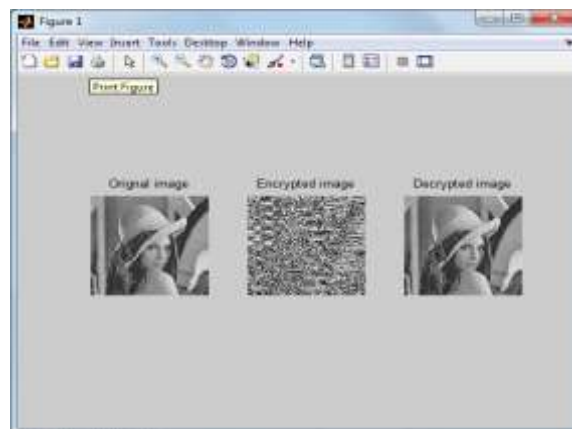 Figure 1
File Edit View Insert Tools Desktop Window Help
Print Figure
Orignal image Encrypted image Decrypted image